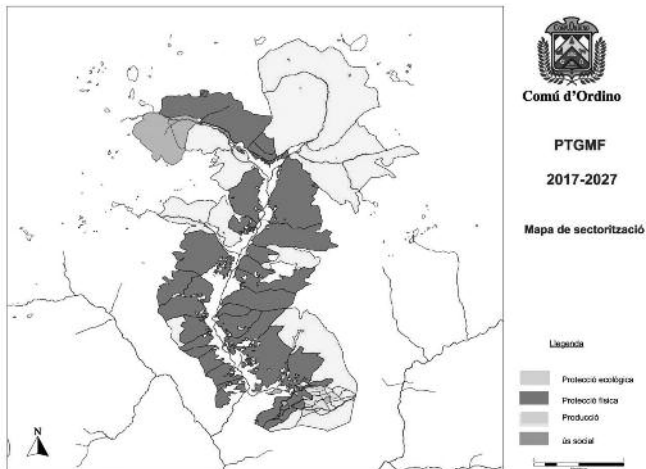 Comú d'Ordino
PTGMF
2017-2027
Mapa de sectorització
Llegenda
Protecció ecològica
Protecció física
Producció
ús social
N